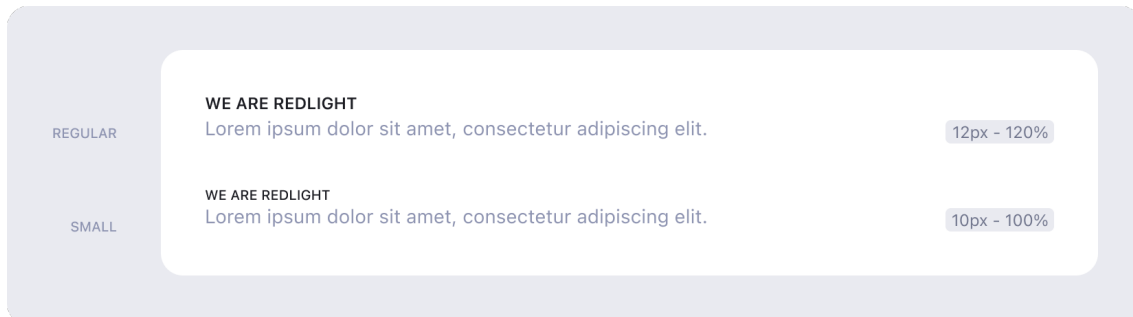 WE ARE REDLIGHT
REGULAR
Lorem ipsum dolor sit amet, consectetur adipiscing elit.
12px - 120%
WE ARE REDLIGHT
SMALL
Lorem ipsum dolor sit amet, consectetur adipiscing elit.
10px - 100%